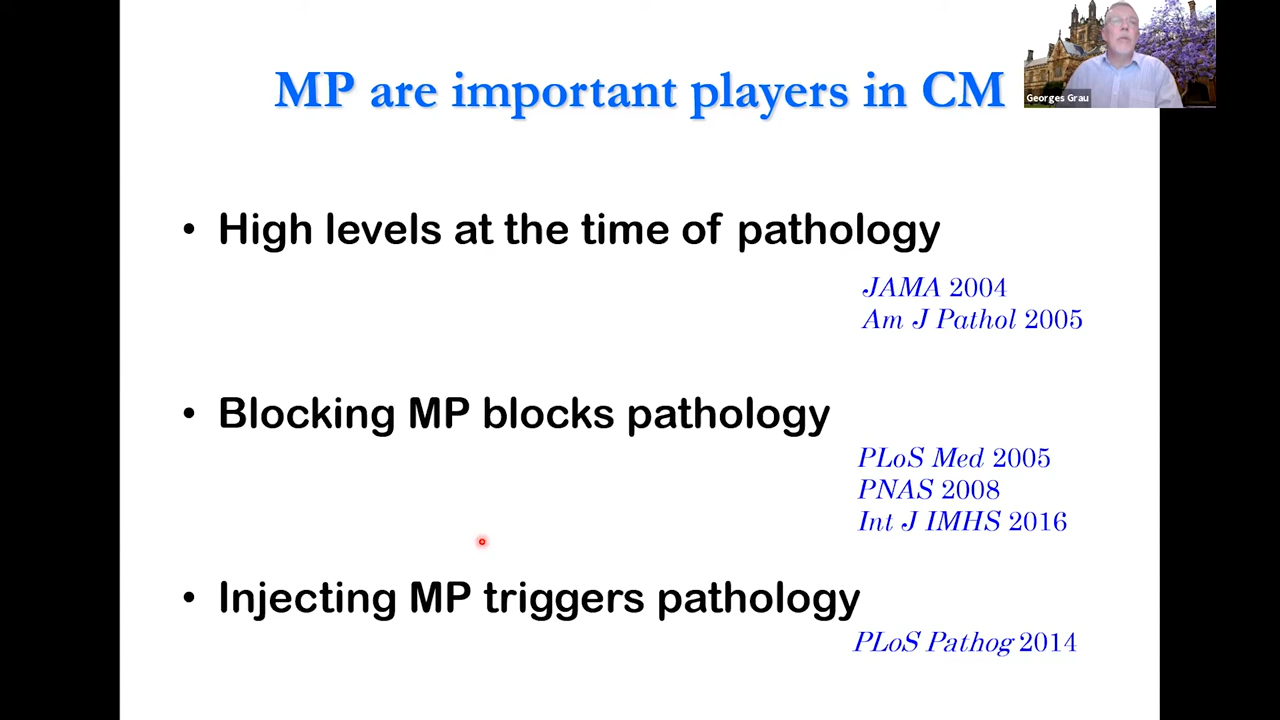 MP are important players in CM
Georges Grau
• High levels at the time of pathology
JAMA 2004
Am J Pathol 2005
• Blocking MP blocks pathology
PLoS Med 2005
PNAS 2008
Int J IMHS 2016
• Injecting MP triggers pathology
PLoS Pathog 2014